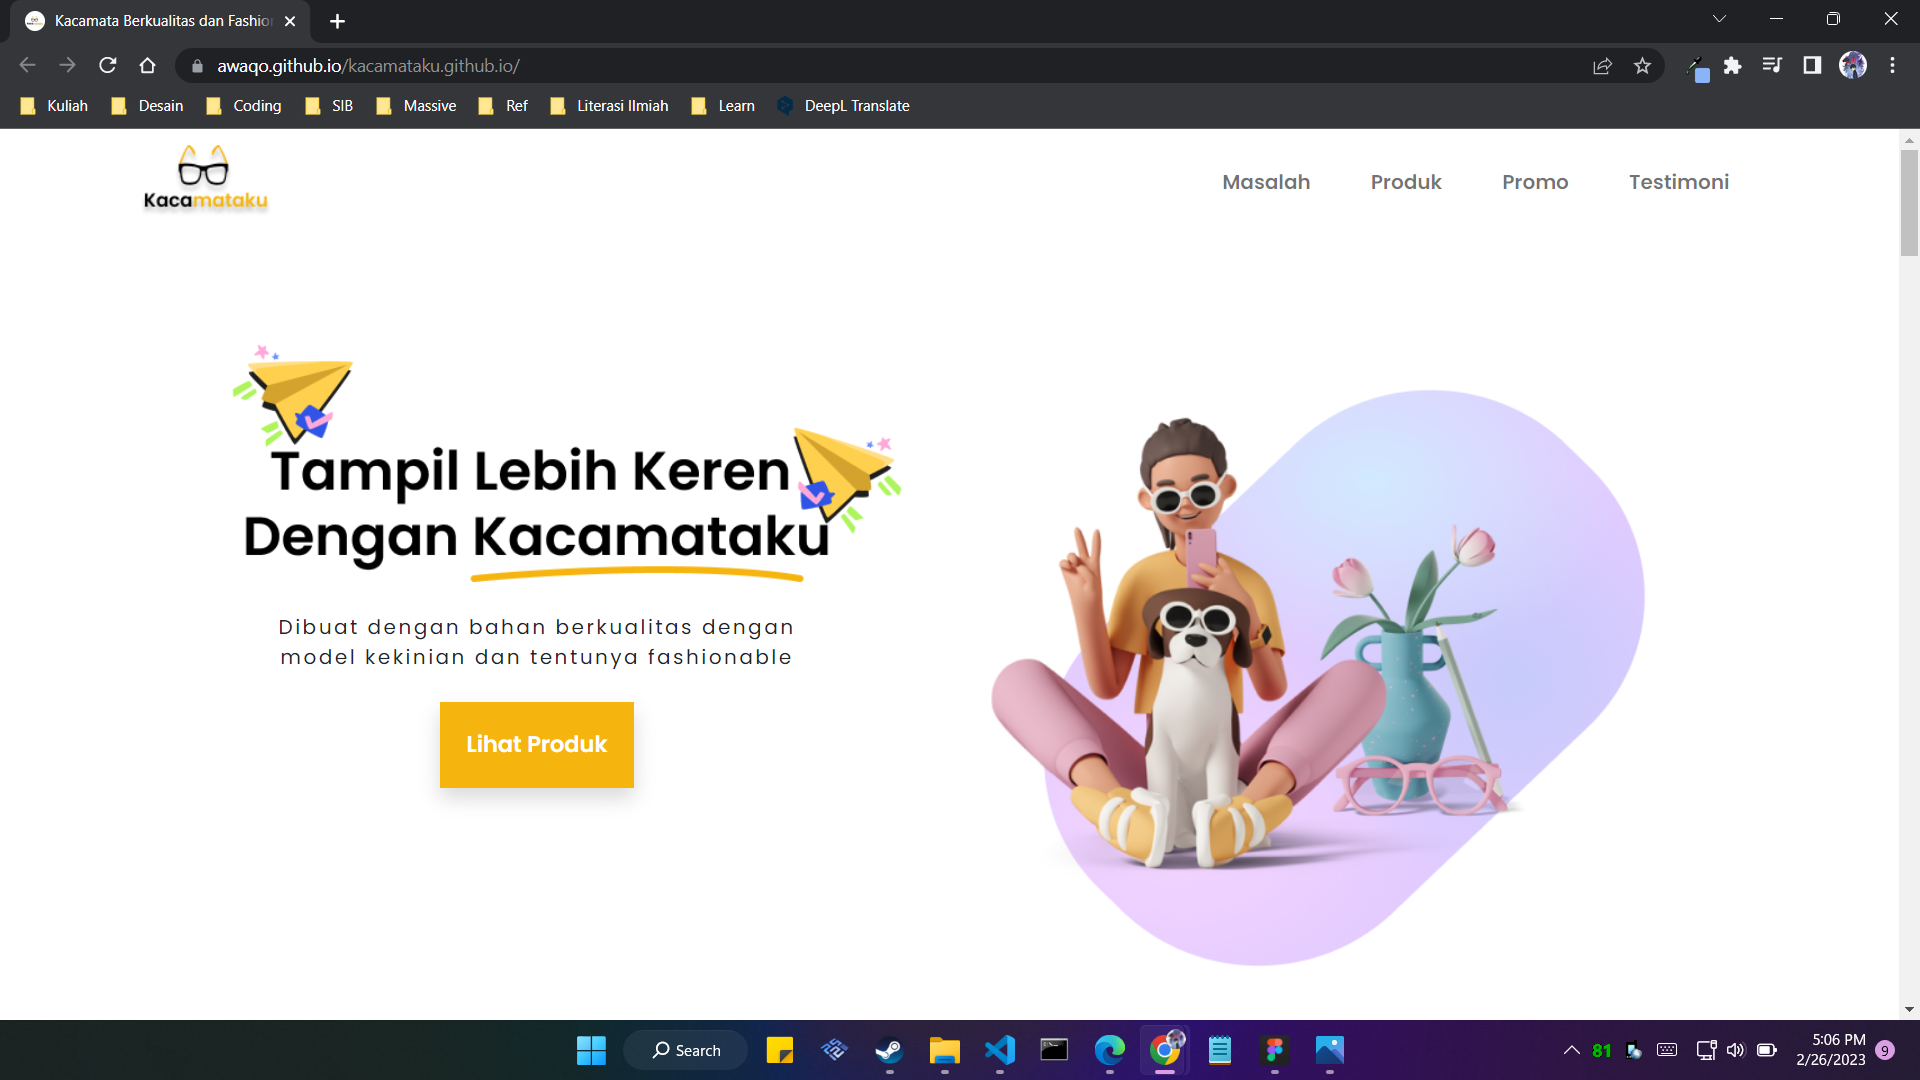 Kacamata Berkualitas dan Fashion
awaqo.github.io/kacamataku.github.io/
Kuliah
Desain
Coding
SIB
Massive
Ref
Literasi Ilmiah
Learn
DeepL Translate
Kacamataku
Masalah
Produk
Promo
Testimoni
Tampil Lebih Keren
Dengan Kacamataku
Dibuat dengan bahan berkualitas dengan
model kekinian dan tentunya fashionable
Lihat Produk
Search
81
5:06 PM
2/26/2023
9